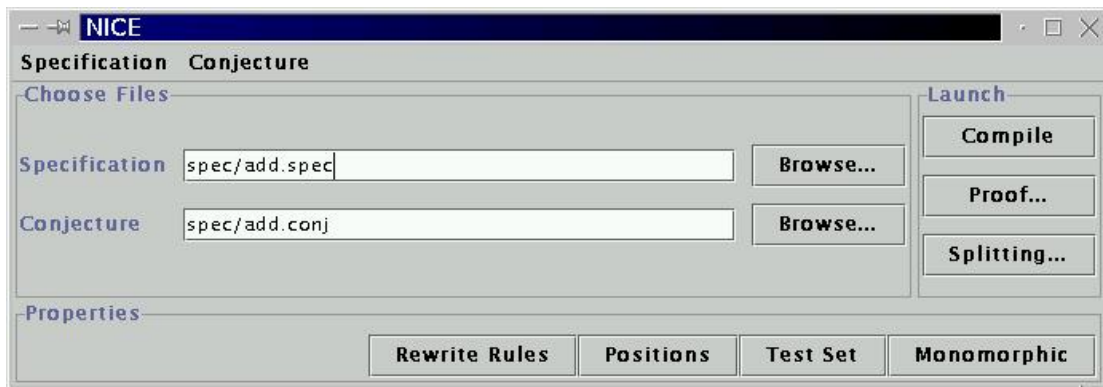 NICE
Specification Conjecture
Choose Files
Launch
Compile
Specification spec/add.spec Browse...
Proof...
Conjecture spec/add.conj Browse...
Splitting...
Properties
Rewrite Rules Positions Test Set Monomorphic